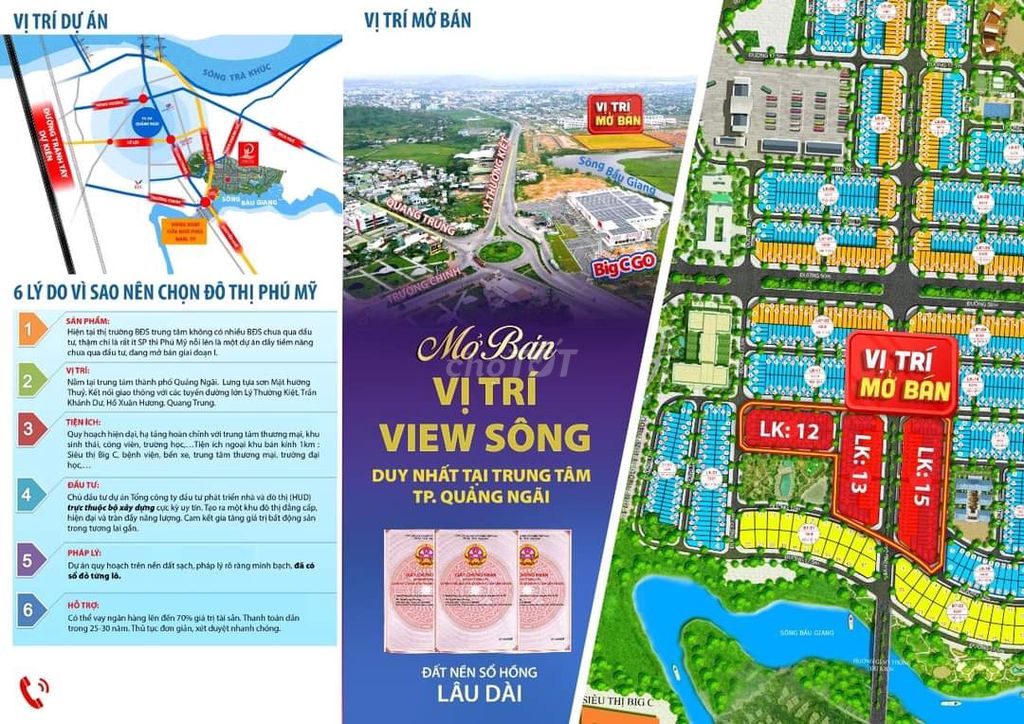 VỊ TRÍ DỰ ÁN
SÔNG TRÀ KHÚC
ĐƯỜNG TRÁNH TÂY
DỰ KIẾN
LÊ LỢI
SÔNG BÀU GIANG
6 LÝ DO VÌ SAO NÊN CHỌN ĐÔ THỊ PHÚ MỸ
1
SẢN PHẨM:
Hiện tại thị trường BĐS trung tâm không có nhiều BĐS chưa qua đầu
tư, thậm chí là rất ít SP thì Phú Mỹ nổi lên là một dự án đầy tiềm năng
chưa qua đầu tư, đang mở bán giai đoạn I.
2
VỊ TRÍ:
Nằm tại trung tâm thành phố Quảng Ngãi. Lưng tựa sơn Mặt hướng
Thuỷ. Kết nối giao thông với các tuyến đường lớn Lý Thường Kiệt, Trần
Khánh Dư, Hồ Xuân Hương, Quang Trung.
3
TIỆN ÍCH:
Quy hoạch hiện đại, hạ tầng hoàn chỉnh với trung tâm thương mại, khu
sinh thái, công viên, trường học,...Tiện ích ngoại khu bán kính 1km :
Siêu thị Big C, bệnh viện, bến xe, trung tâm thương mại, trường đại
học,...
4
ĐẦU TƯ:
Chủ đầu tư dự án Tổng công ty đầu tư phát triển nhà và đô thị (HUD)
trực thuộc bộ xây dựng cực kỳ uy tín. Tạo ra một khu đô thị đẳng cấp,
hiện đại và tràn đầy năng lượng. Cam kết gia tăng giá trị bất động sản
trong tương lai gần.
5
PHÁP LÝ:
Dự án quy hoạch trên nền đất sạch, pháp lý rõ ràng minh bạch, đã có
sổ đỏ từng lô.
6
HỖ TRỢ:
Có thể vay ngân hàng lên đến 70% giá trị tài sản. Thanh toán dần
trong 25-30 năm. Thủ tục đơn giản, xét duyệt nhanh chóng.
VỊ TRÍ MỞ BÁN
VỊ TRÍ
MỞ BÁN
Sông Bàu Giang
LÝ THƯỜNG KIỆT
QUANG TRUNG
Big C GO
TRƯỜNG CHINH
Mở Bán
choTỐT
VỊ TRÍ
VIEW SÔNG
DUY NHẤT TẠI TRUNG TÂM
TP. QUẢNG NGÃI
GIẤY CHỨNG NHẬN
ĐẤT NỀN SỔ HỒNG
LÂU DÀI
VỊ TRÍ
MỞ BÁN
LK: 12
LK: 13
LK: 15
SÔNG BÀU GIANG
SIÊU THỊ BIG C